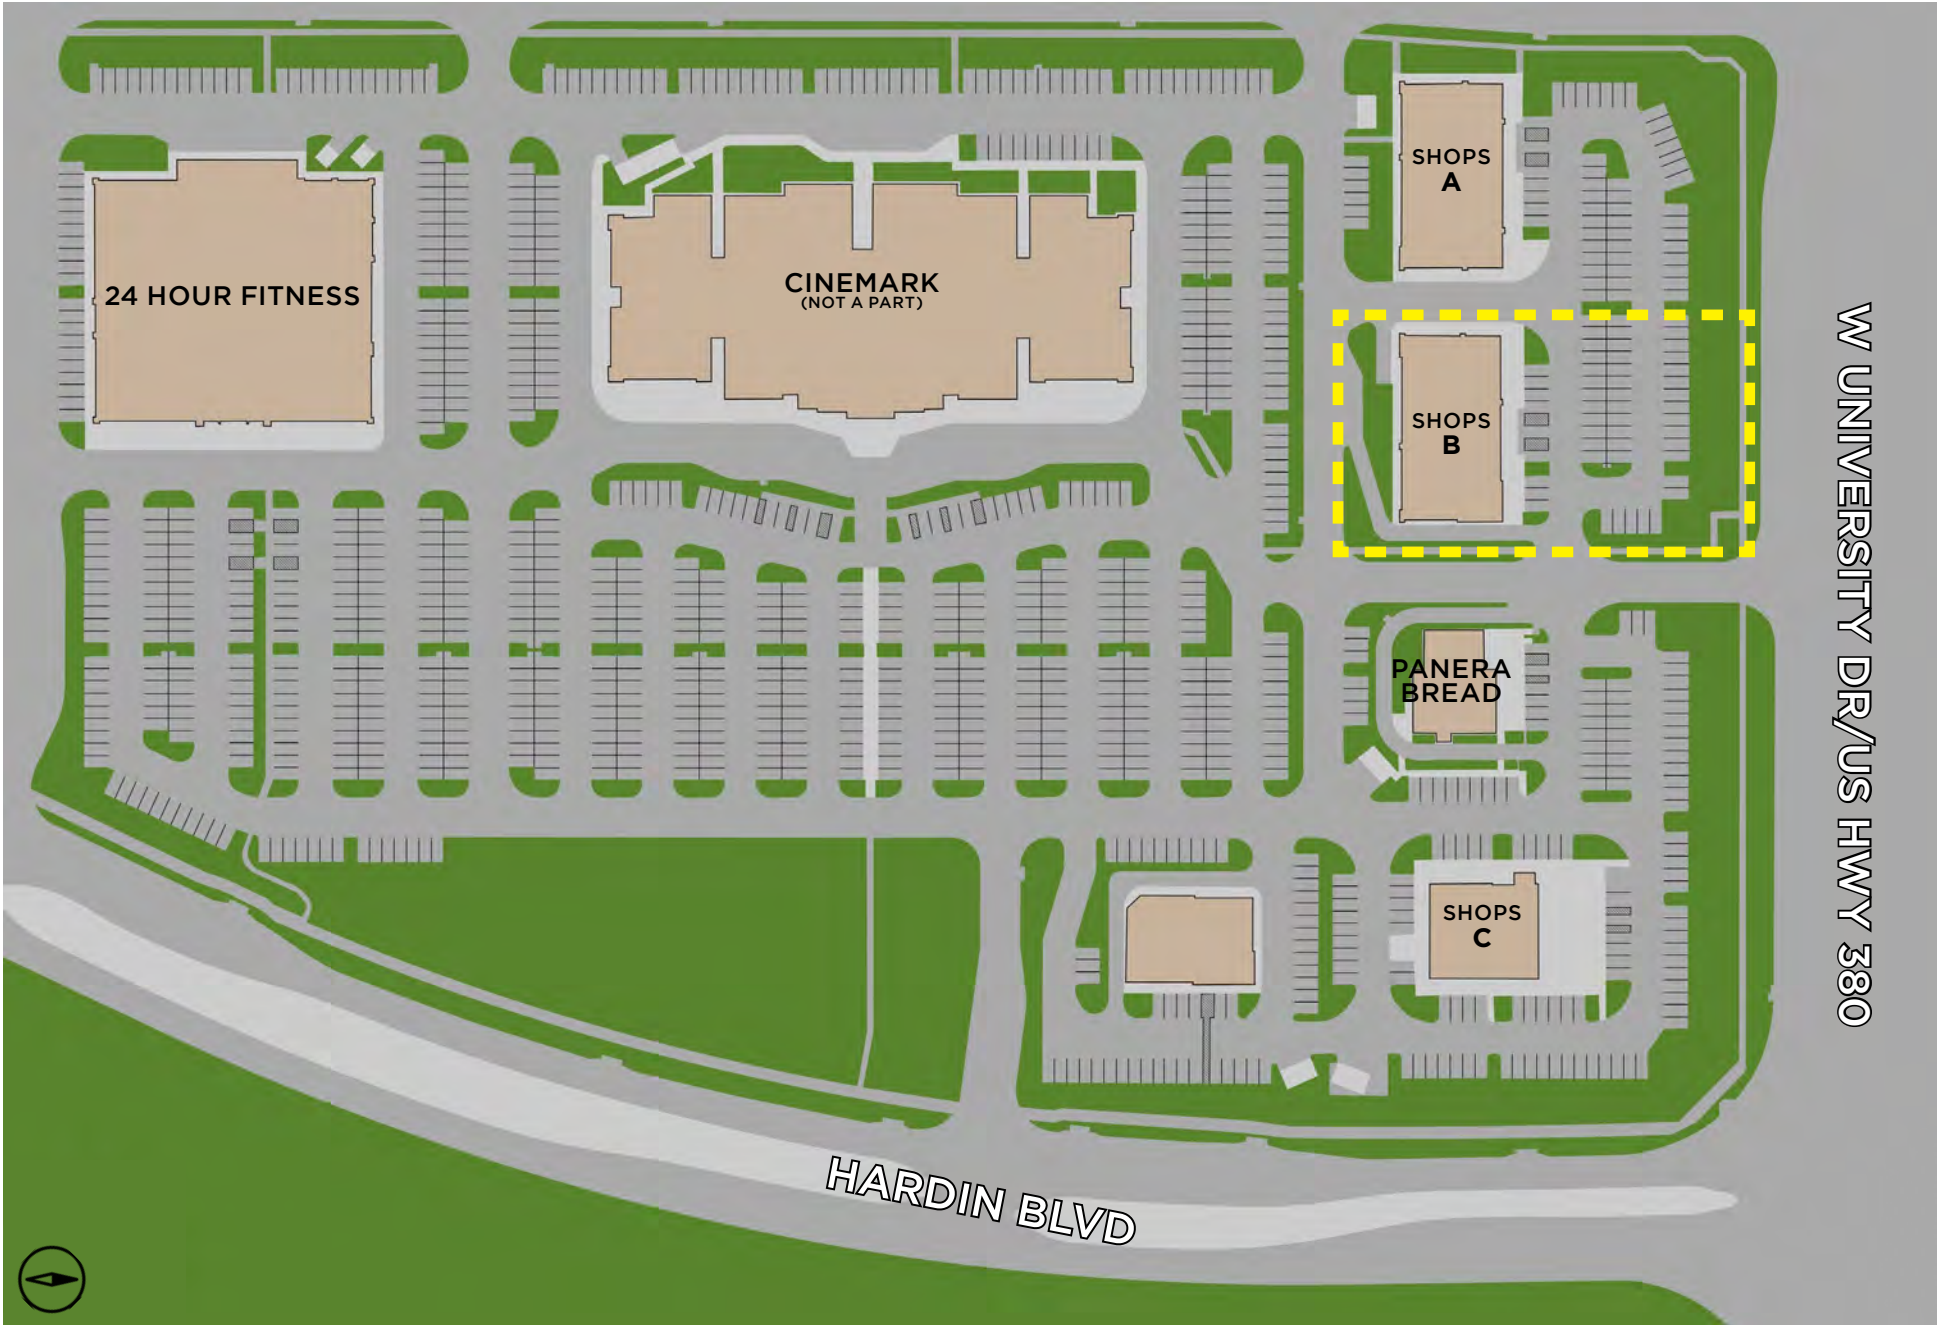 SHOPS
A
24 HOUR FITNESS
CINEMARK
(NOT A PART)
SHOPS
B
W UNIVERSITY DR/US HWY 380
PANERA
BREAD
SHOPS
C
HARDIN BLVD